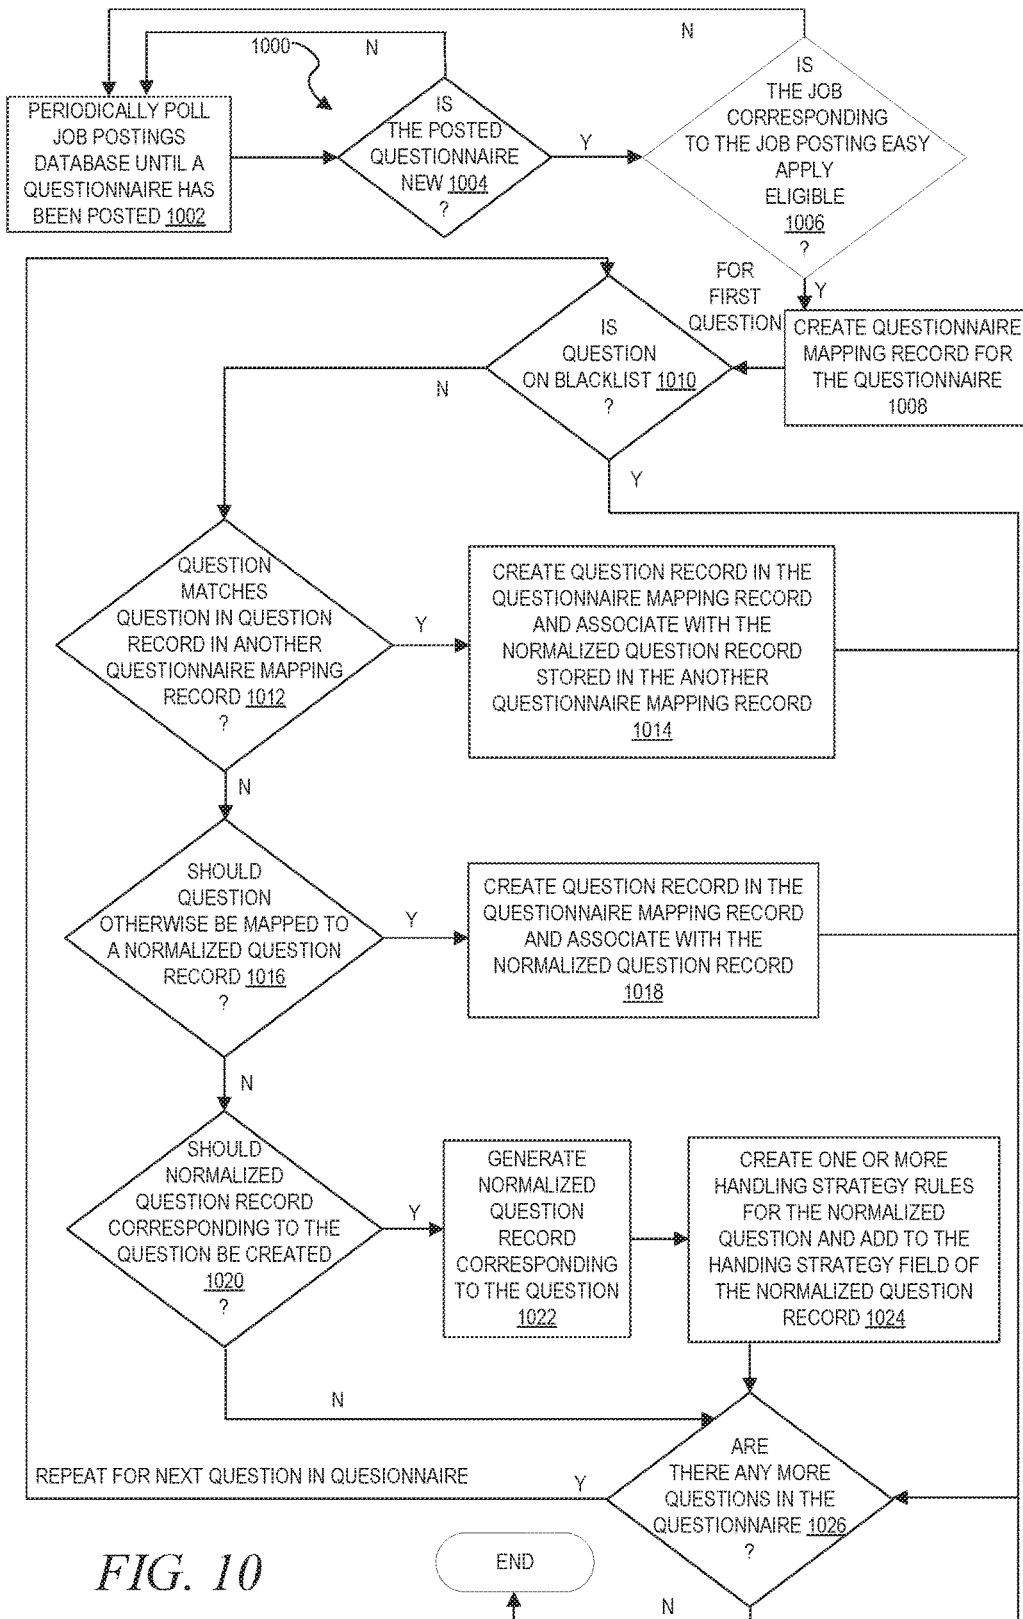 N
N
1000
PERIODICALLY POLL
JOB POSTINGS
DATABASE UNTIL A
QUESTIONNAIRE HAS
BEEN POSTED 1002
IS
THE POSTED
QUESTIONNAIRE
NEW 1004
?
Y
IS
THE JOB
CORRESPONDING
TO THE JOB POSTING EASY
APPLY
ELIGIBLE
1006
?
Y
FOR
FIRST
QUESTION
CREATE QUESTIONNAIRE
MAPPING RECORD FOR
THE QUESTIONNAIRE
1008
IS
QUESTION
ON BLACKLIST 1010
?
N
Y
QUESTION
MATCHES
QUESTION IN QUESTION
RECORD IN ANOTHER
QUESTIONNAIRE MAPPING
RECORD 1012
?
Y
CREATE QUESTION RECORD IN THE
QUESTIONNAIRE MAPPING RECORD
AND ASSOCIATE WITH THE
NORMALIZED QUESTION RECORD
STORED IN THE ANOTHER
QUESTIONNAIRE MAPPING RECORD
1014
N
SHOULD
QUESTION
OTHERWISE BE MAPPED TO
A NORMALIZED QUESTION
RECORD 1016
?
Y
CREATE QUESTION RECORD IN THE
QUESTIONNAIRE MAPPING RECORD
AND ASSOCIATE WITH THE
NORMALIZED QUESTION RECORD
1018
N
SHOULD
NORMALIZED
QUESTION RECORD
CORRESPONDING TO THE
QUESTION BE CREATED
1020
?
Y
GENERATE
NORMALIZED
QUESTION
RECORD
CORRESPONDING
TO THE QUESTION
1022
CREATE ONE OR MORE
HANDLING STRATEGY RULES
FOR THE NORMALIZED
QUESTION AND ADD TO THE
HANDING STRATEGY FIELD OF
THE NORMALIZED QUESTION
RECORD 1024
N
ARE
THERE ANY MORE
QUESTIONS IN THE
QUESTIONNAIRE 1026
?
Y
REPEAT FOR NEXT QUESTION IN QUESIONNAIRE
N
END
FIG. 10